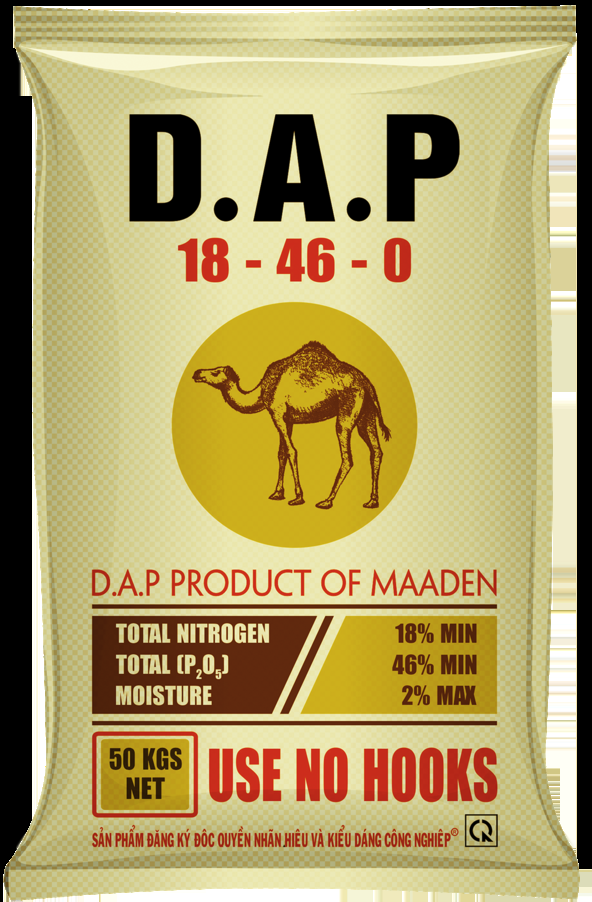 D.A.P
18 - 46 - 0
D.A.P PRODUCT OF MAADEN
TOTAL NITROGEN 18% MIN
TOTAL (P₂O₅) 46% MIN
MOISTURE 2% MAX
50 KGS
NET
USE NO HOOKS
SẢN PHẨM ĐĂNG KÝ ĐỘC QUYỀN NHÃN HIỆU VÀ KIỂU DÁNG CÔNG NGHIỆP®